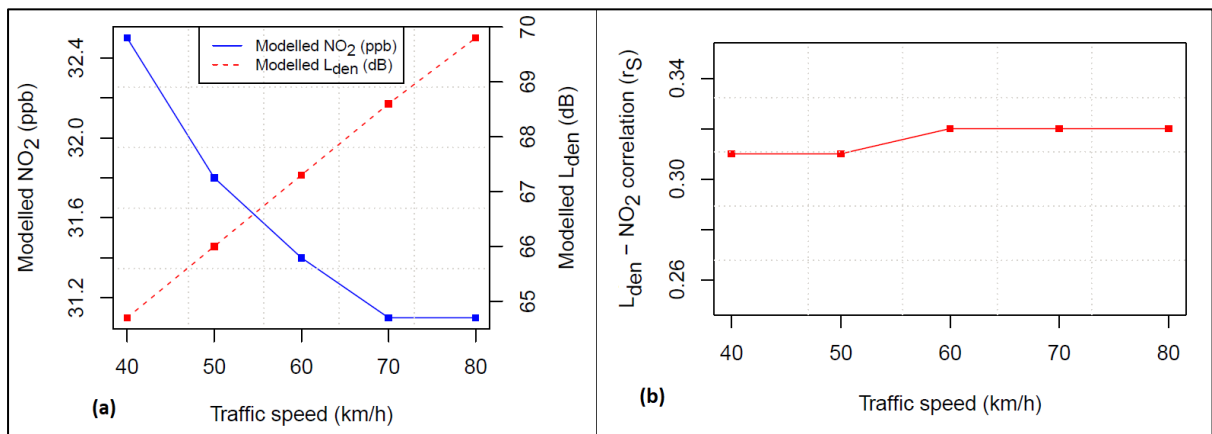 Modelled NO2 (ppb)
32.4
32.0
31.6
31.2
Modelled NO2 (ppb)
Modelled Lden (dB)
70
69
68
67
66
65
Modelled Lden (dB)
40 50 60 70 80
(a)
Traffic speed (km/h)
Lden – NO2 correlation (rS)
0.34
0.30
0.26
40 50 60 70 80
(b)
Traffic speed (km/h)